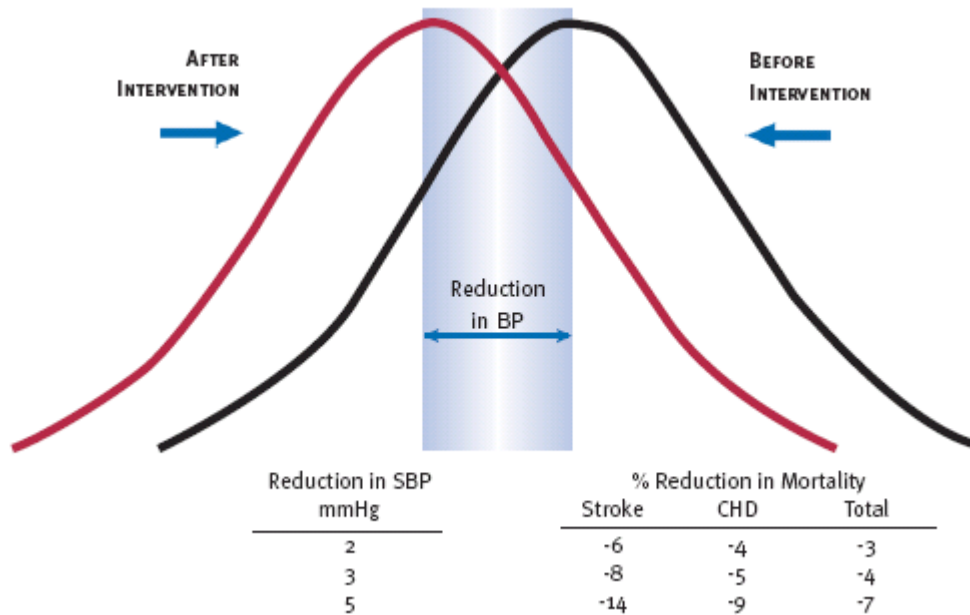 AFTER
INTERVENTION
BEFORE
INTERVENTION
Reduction
in BP
Reduction in SBP
mmHg
% Reduction in Mortality
Stroke CHD Total
2 -6 -4 -3
3 -8 -5 -4
5 -14 -9 -7